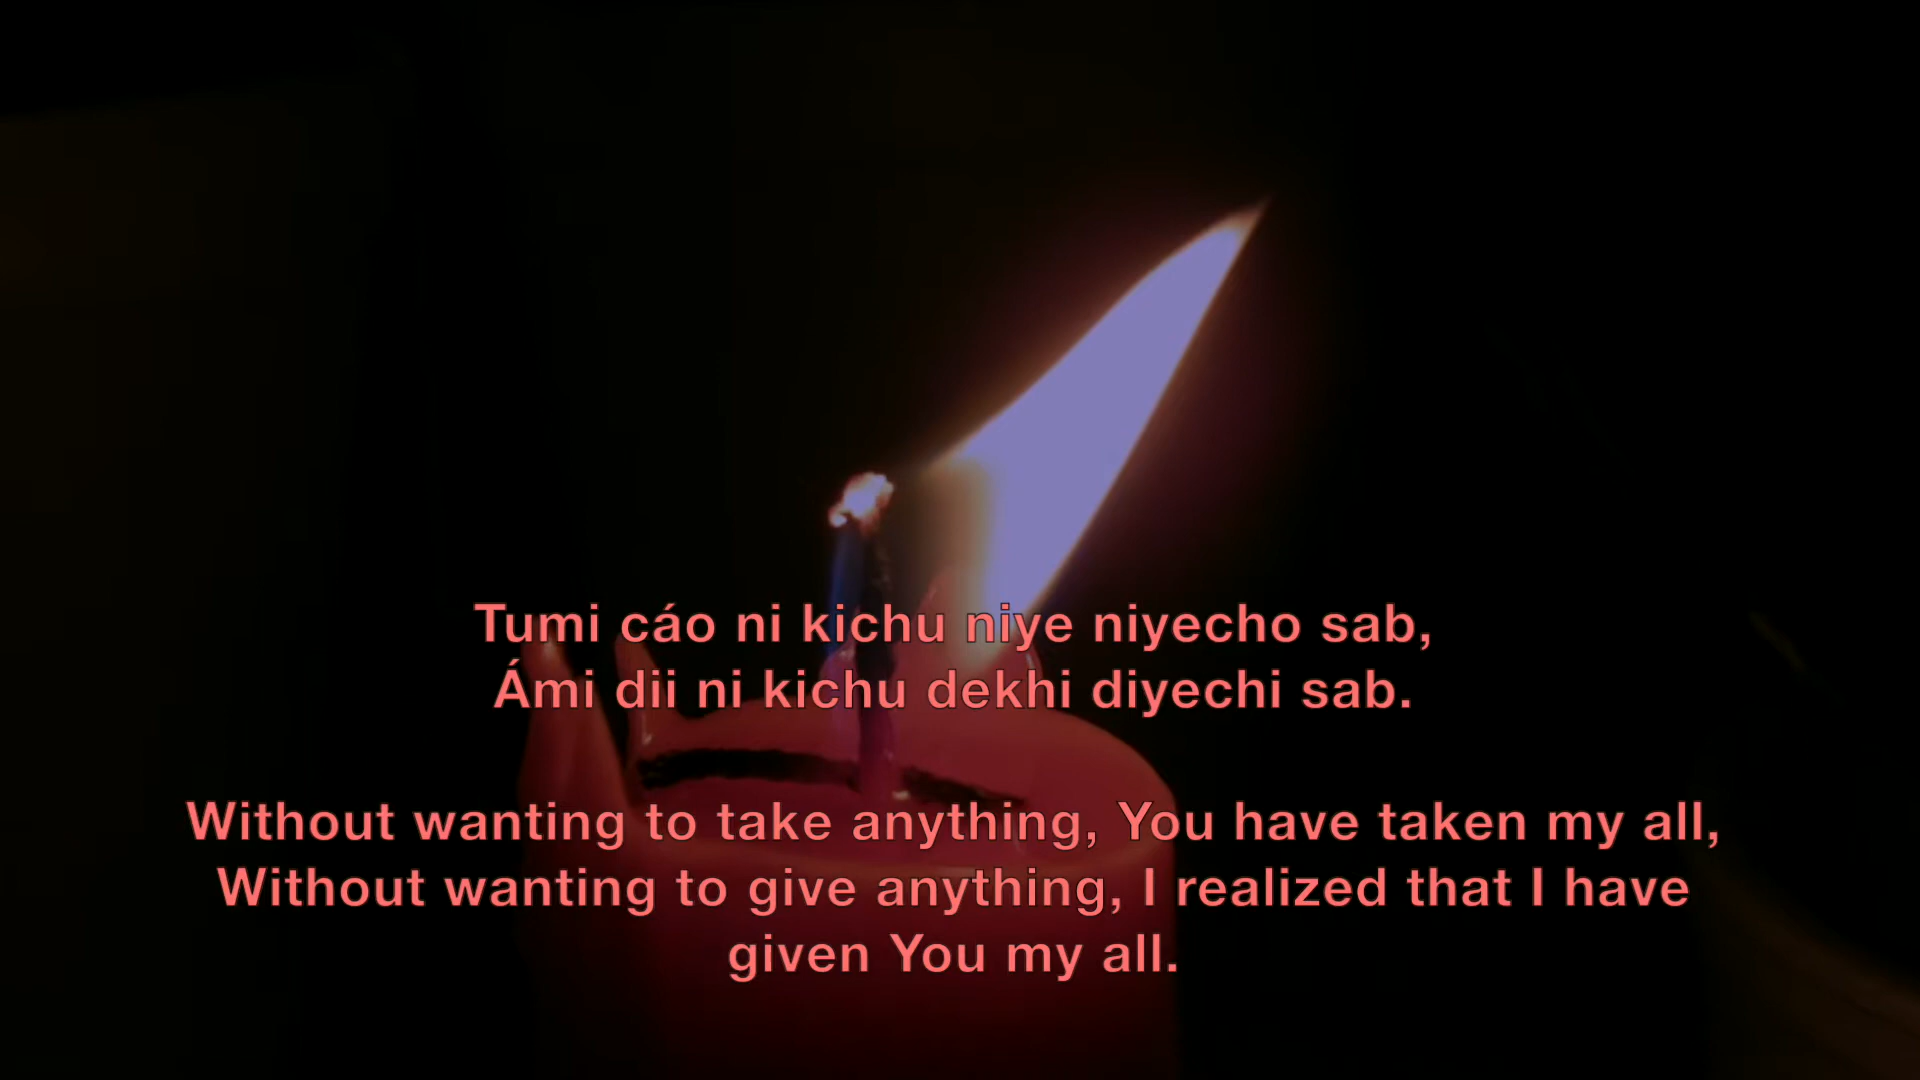 Tumi cáo ni kichu niye niyecho sab,
Ámi dii ni kichu dekhi diyechi sab.
Without wanting to take anything, You have taken my all,
Without wanting to give anything, I realized that I have
given You my all.